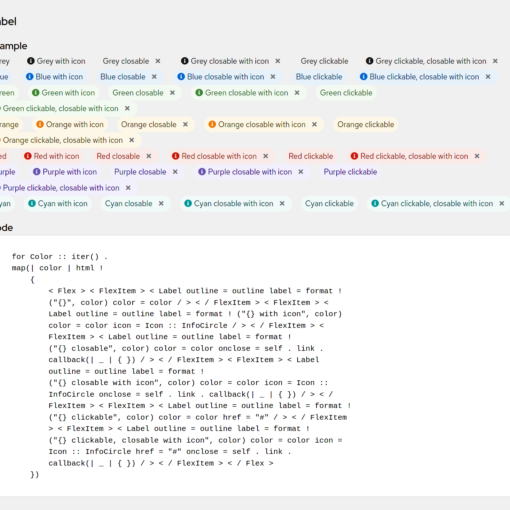 bel
ample
rey Grey with icon Grey closable × Grey closable with icon × Grey clickable Grey clickable, closable with icon ×
ue Blue with icon Blue closable × Blue closable with icon × Blue clickable Blue clickable, closable with icon ×
reen Green with icon Green closable × Green closable with icon × Green clickable
Green clickable, closable with icon ×
range Orange with icon Orange closable × Orange closable with icon × Orange clickable
Orange clickable, closable with icon ×
ed Red with icon Red closable × Red closable with icon × Red clickable Red clickable, closable with icon ×
urple Purple with icon Purple closable × Purple closable with icon × Purple clickable
Purple clickable, closable with icon ×
yan Cyan with icon Cyan closable × Cyan closable with icon × Cyan clickable Cyan clickable, closable with icon ×
ode
for Color :: iter() .
map(| color | html !
{
< Flex > < FlexItem > < Label outline = outline label = format !
("{}", color) color = color / > < / FlexItem > < FlexItem > <
Label outline = outline label = format ! ("{} with icon", color)
color = color icon = Icon :: InfoCircle / > < / FlexItem > <
FlexItem > < Label outline = outline label = format !
("{} closable", color) color = color onclose = self . link .
callback(| _ | { }) / > < / FlexItem > < FlexItem > < Label
outline = outline label = format !
("{} closable with icon", color) color = color icon = Icon ::
InfoCircle onclose = self . link . callback(| _ | { }) / > < /
FlexItem > < FlexItem > < Label outline = outline label = format !
("{} clickable", color) color = color href = "#" / > < / FlexItem
> < FlexItem > < Label outline = outline label = format !
("{} clickable, closable with icon", color) color = color icon =
Icon :: InfoCircle href = "#" onclose = self . link .
callback(| _ | { }) / > < / FlexItem > < / Flex >
})